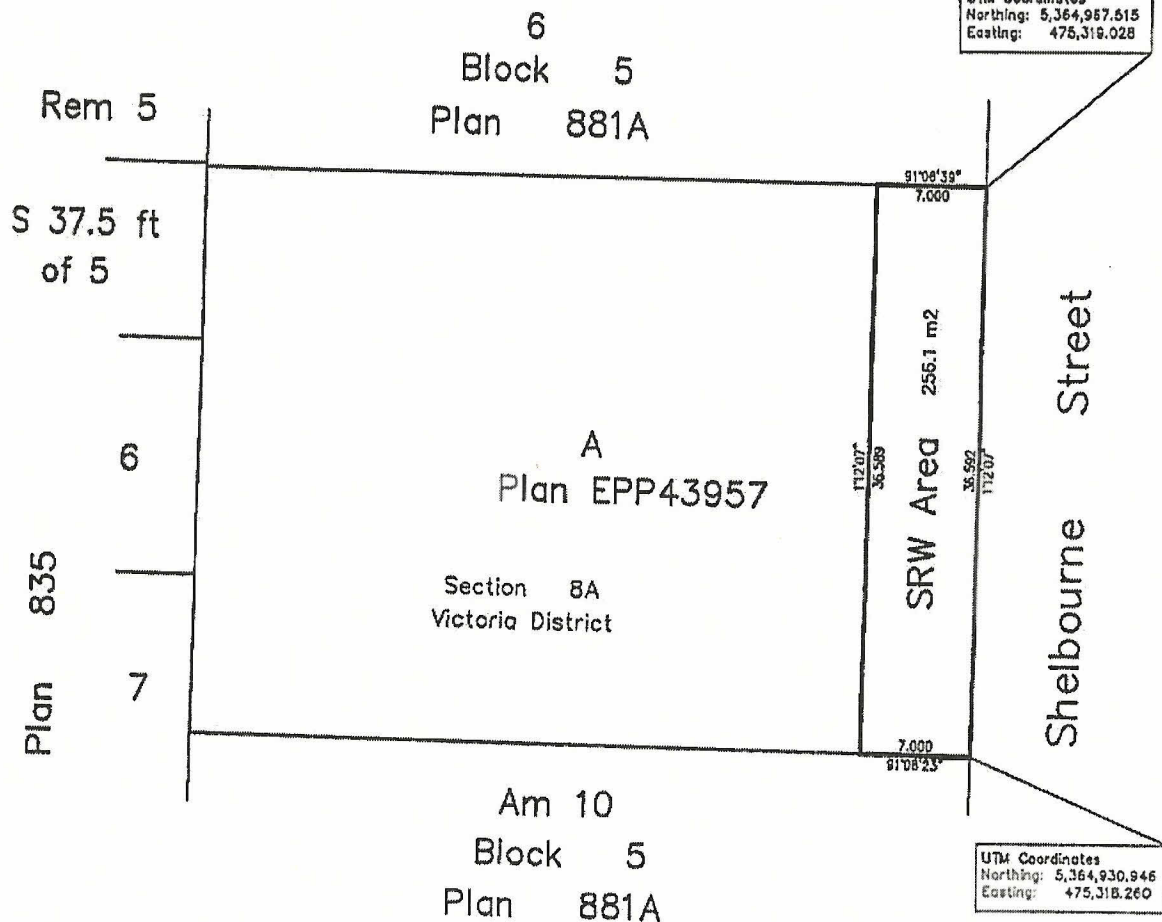 UTM Coordinates
Northing: 5,364,967.515
Easting: 475,319.028
6
Block 5
Plan 881A
Rem 5
S 37.5 ft
of 5
6
7
Plan 835
91°06'39"
7.000
A
Plan EPP43957
Section 8A
Victoria District
1°12'07"
36.589
SRW Area 256.1 m2
36.592
1°12'07"
Shelbourne Street
7.000
91°08'23"
Am 10
Block 5
Plan 881A
UTM Coordinates
Northing: 5,364,930.946
Easting: 475,318.260